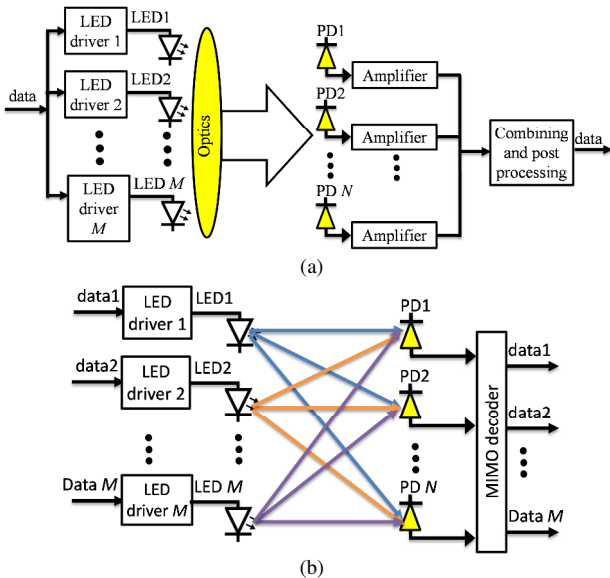 data
LED
driver 1
LED1
LED
driver 2
LED2
LED
driver
M
LED M
Optics
PD1
Amplifier
PD2
Amplifier
PD N
Amplifier
Combining
and post
processing
data
(a)
data1
LED
driver 1
LED1
data2
LED
driver 2
LED2
Data M
LED
driver M
LED M
PD1
PD2
PD N
MIMO decoder
data1
data2
Data M
(b)